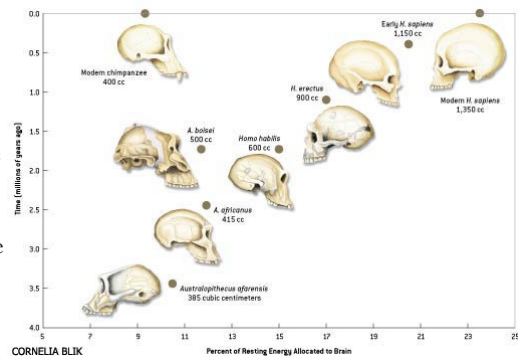 0.0
0.5
1.0
1.5
2.0
2.5
3.0
3.5
4.0
Time (millions of years ago)
Modern chimpanzee
400 cc
Early H. sapiens
1,150 cc
Modern H. sapiens
1,350 cc
H. erectus
900 cc
A. boisei
500 cc
Homo habilis
600 cc
A. africanus
415 cc
Australopithecus afarensis
385 cubic centimeters
5
7
9
11
13
15
17
19
21
23
25
Percent of Resting Energy Allocated to Brain
CORNELIA BLIK